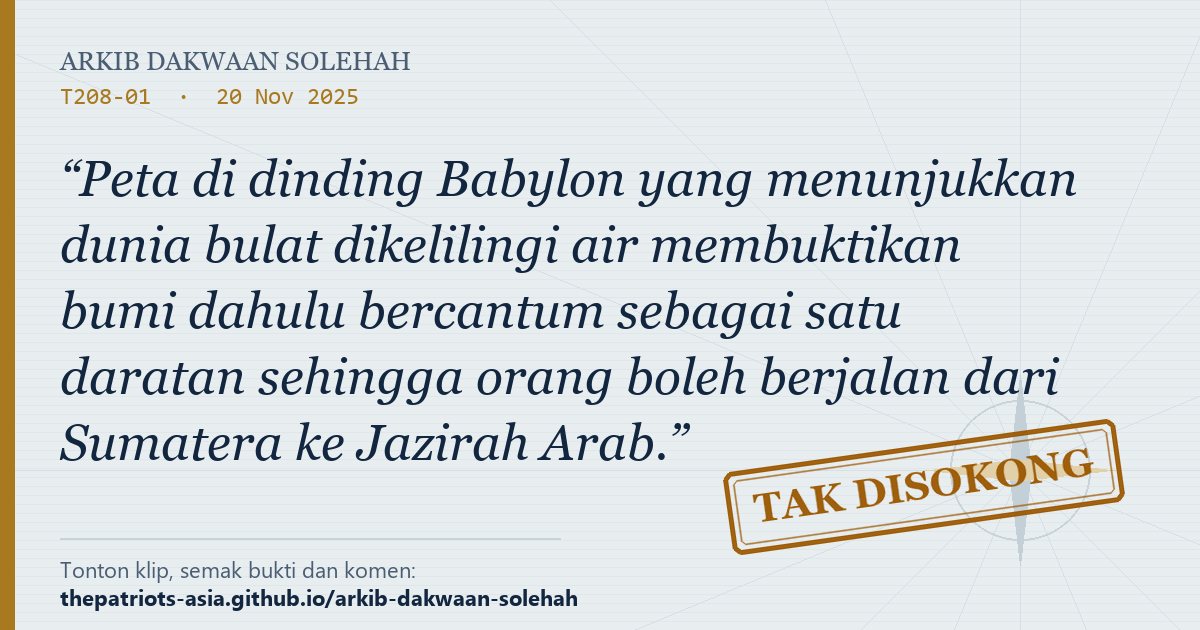 ARKIB DAKWAAN SOLEHAH
T208-01 · 20 Nov 2025
“Peta di dinding Babylon yang menunjukkan
dunia bulat dikelilingi air membuktikan
bumi dahulu bercantum sebagai satu
daratan sehingga orang boleh berjalan dari
Sumatera ke Jazirah Arab.”
TAK DISOKONG
Tonton klip, semak bukti dan komen:
thepatriots-asia.github.io/arkib-dakwaan-solehah